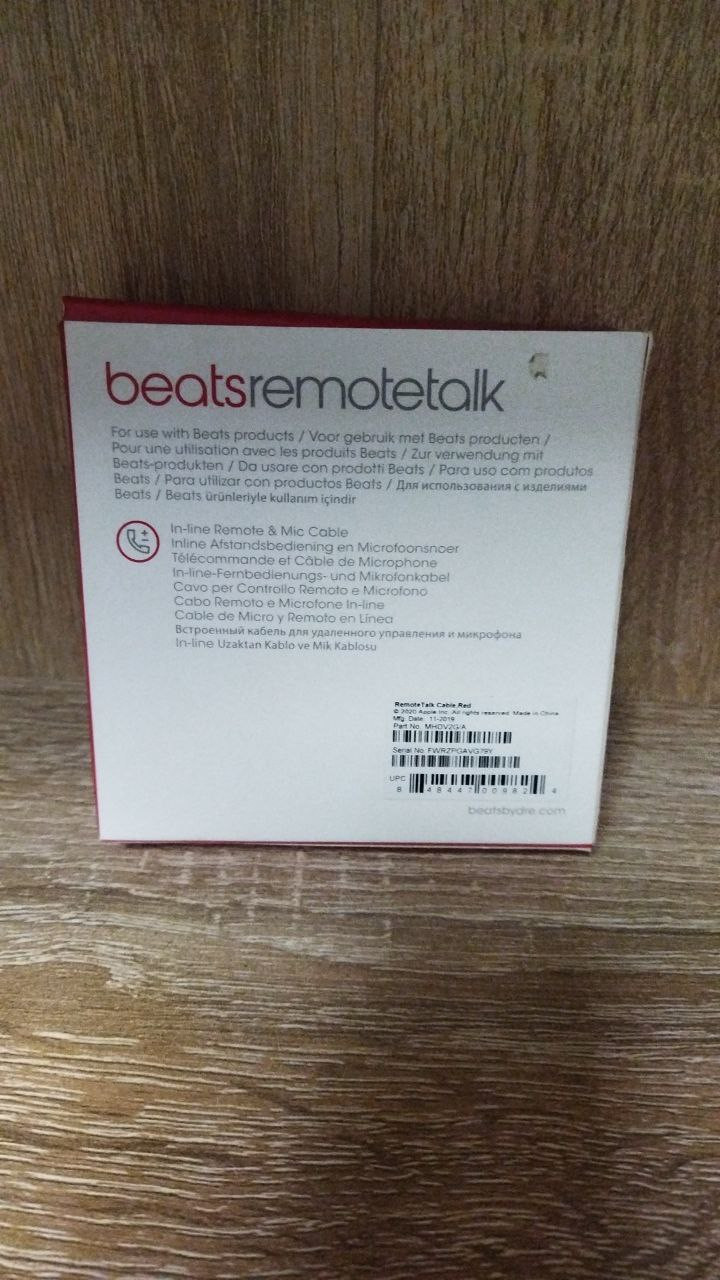 beatsremotetalk
For use with Beats products / Voor gebruik met Beats producten /
Pour une utilisation avec les produits Beats / Zur verwendung mit
Beats-produkten / Da usare con prodotti Beats / Para uso com produtos
Beats / Para utilizar con productos Beats / Для использования с изделиями
Beats / Beats ürünleriyle kullanım içindir
In-line Remote & Mic Cable
Inline Afstandsbediening en Microfoonsnoer
Télécommande et Câble de Microphone
In-line-Fernbedienungs- und Mikrofonkabel
Cavo per Controllo Remoto e Microfono
Cabo Remoto e Microfone In-line
Cable de Micro y Remoto en Línea
Встроенный кабель для удаленного управления и микрофона
In-line Uzaktan Kablo ve Mik Kablosu
RemoteTalk Cable,Red
© 2020 Apple Inc. All rights reserved. Made in China
Mfg. Date: 11-2019
Part No. MHDV2G/A
Serial No. FWRZPGAVG79Y
UPC
8 48447 00982 4
beatsbydre.com